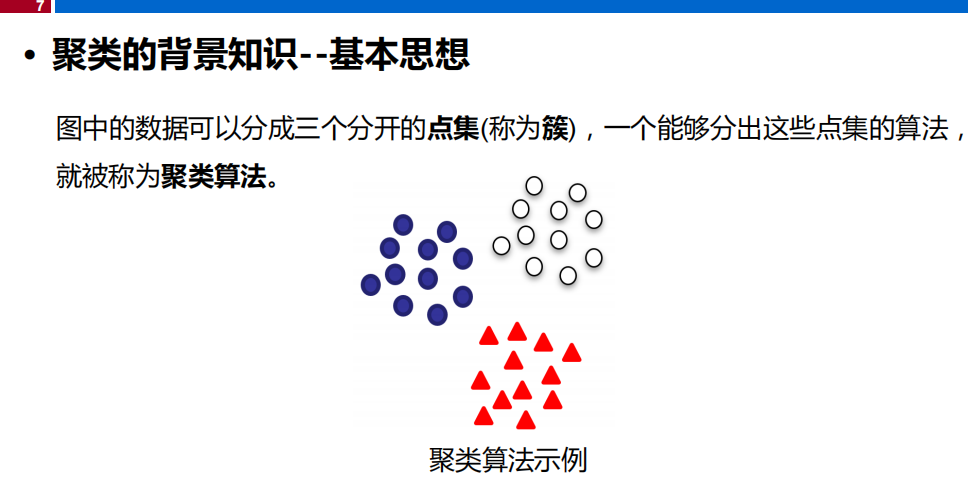 7
• 聚类的背景知识--基本思想
图中的数据可以分成三个分开的点集(称为簇)，一个能够分出这些点集的算法，
就被称为聚类算法。
聚类算法示例